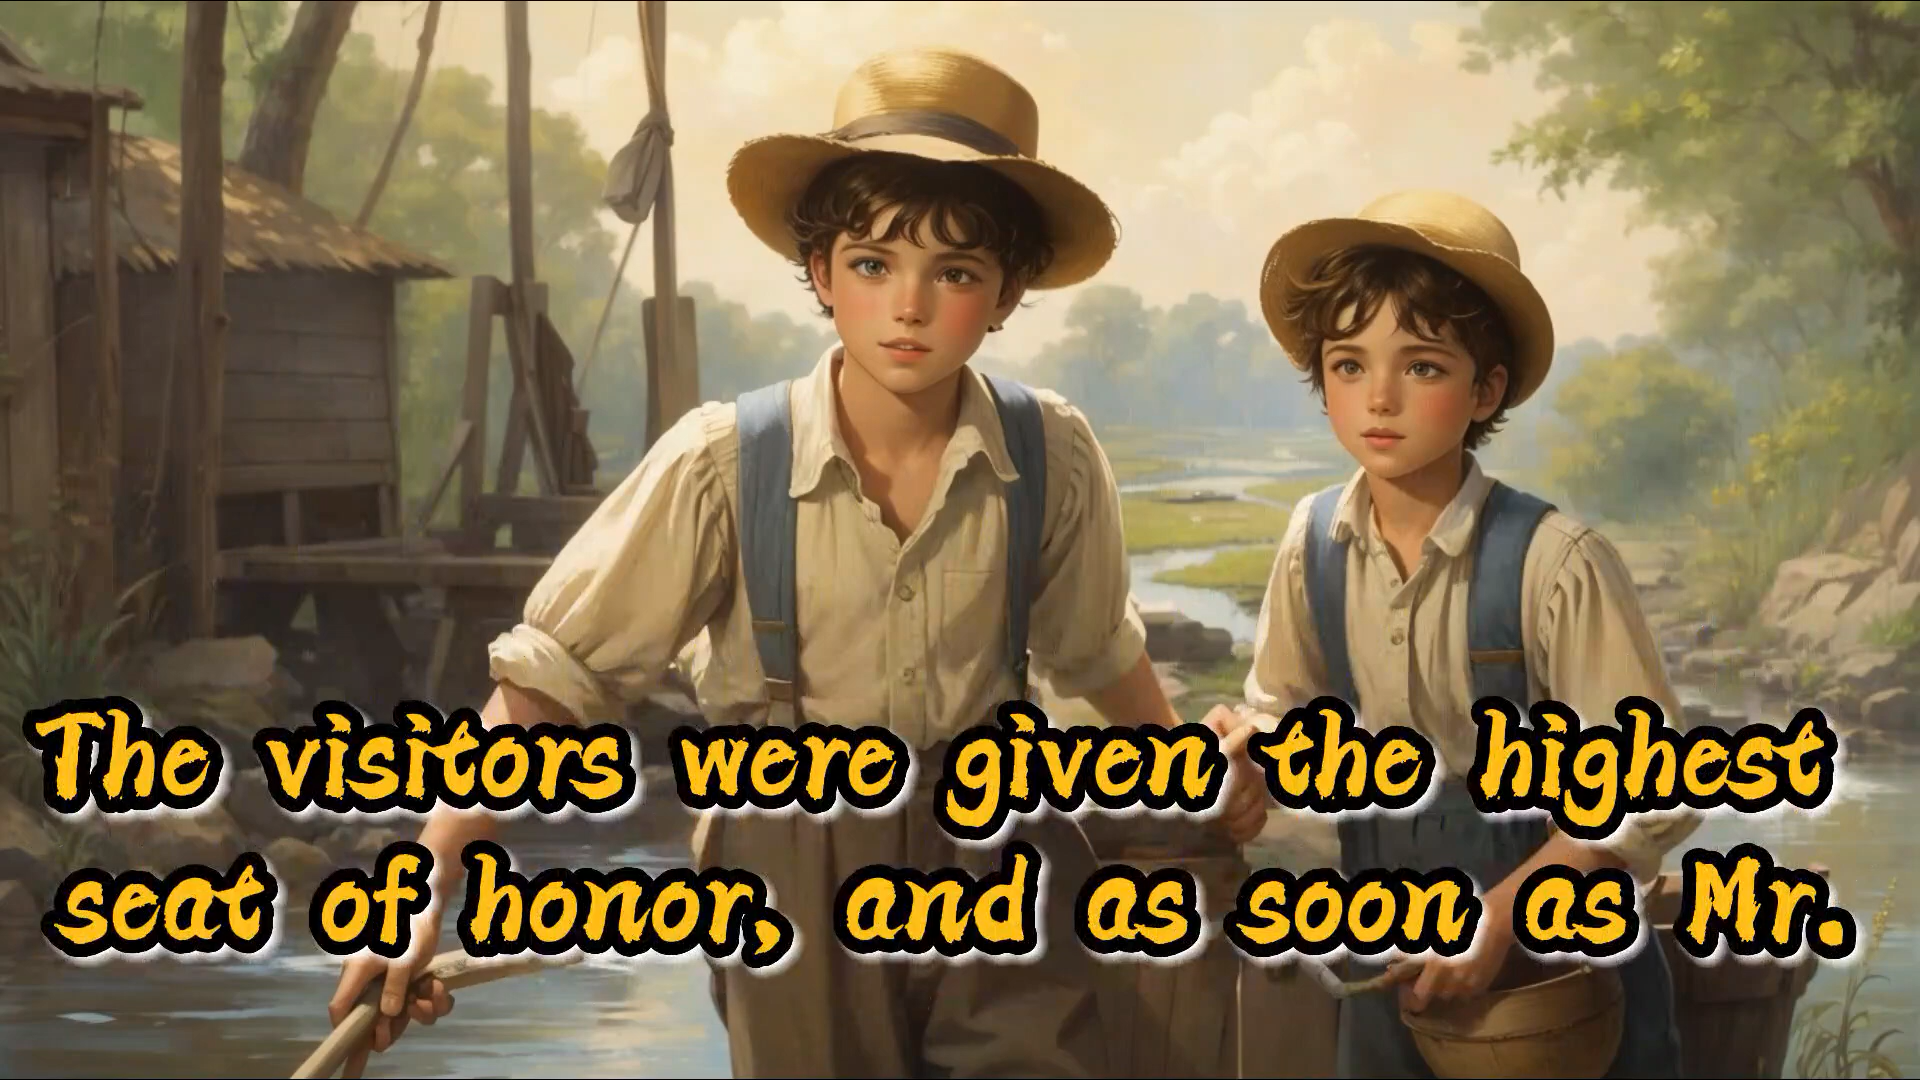 The visitors were given the highest
seat of honor, and as soon as Mr.